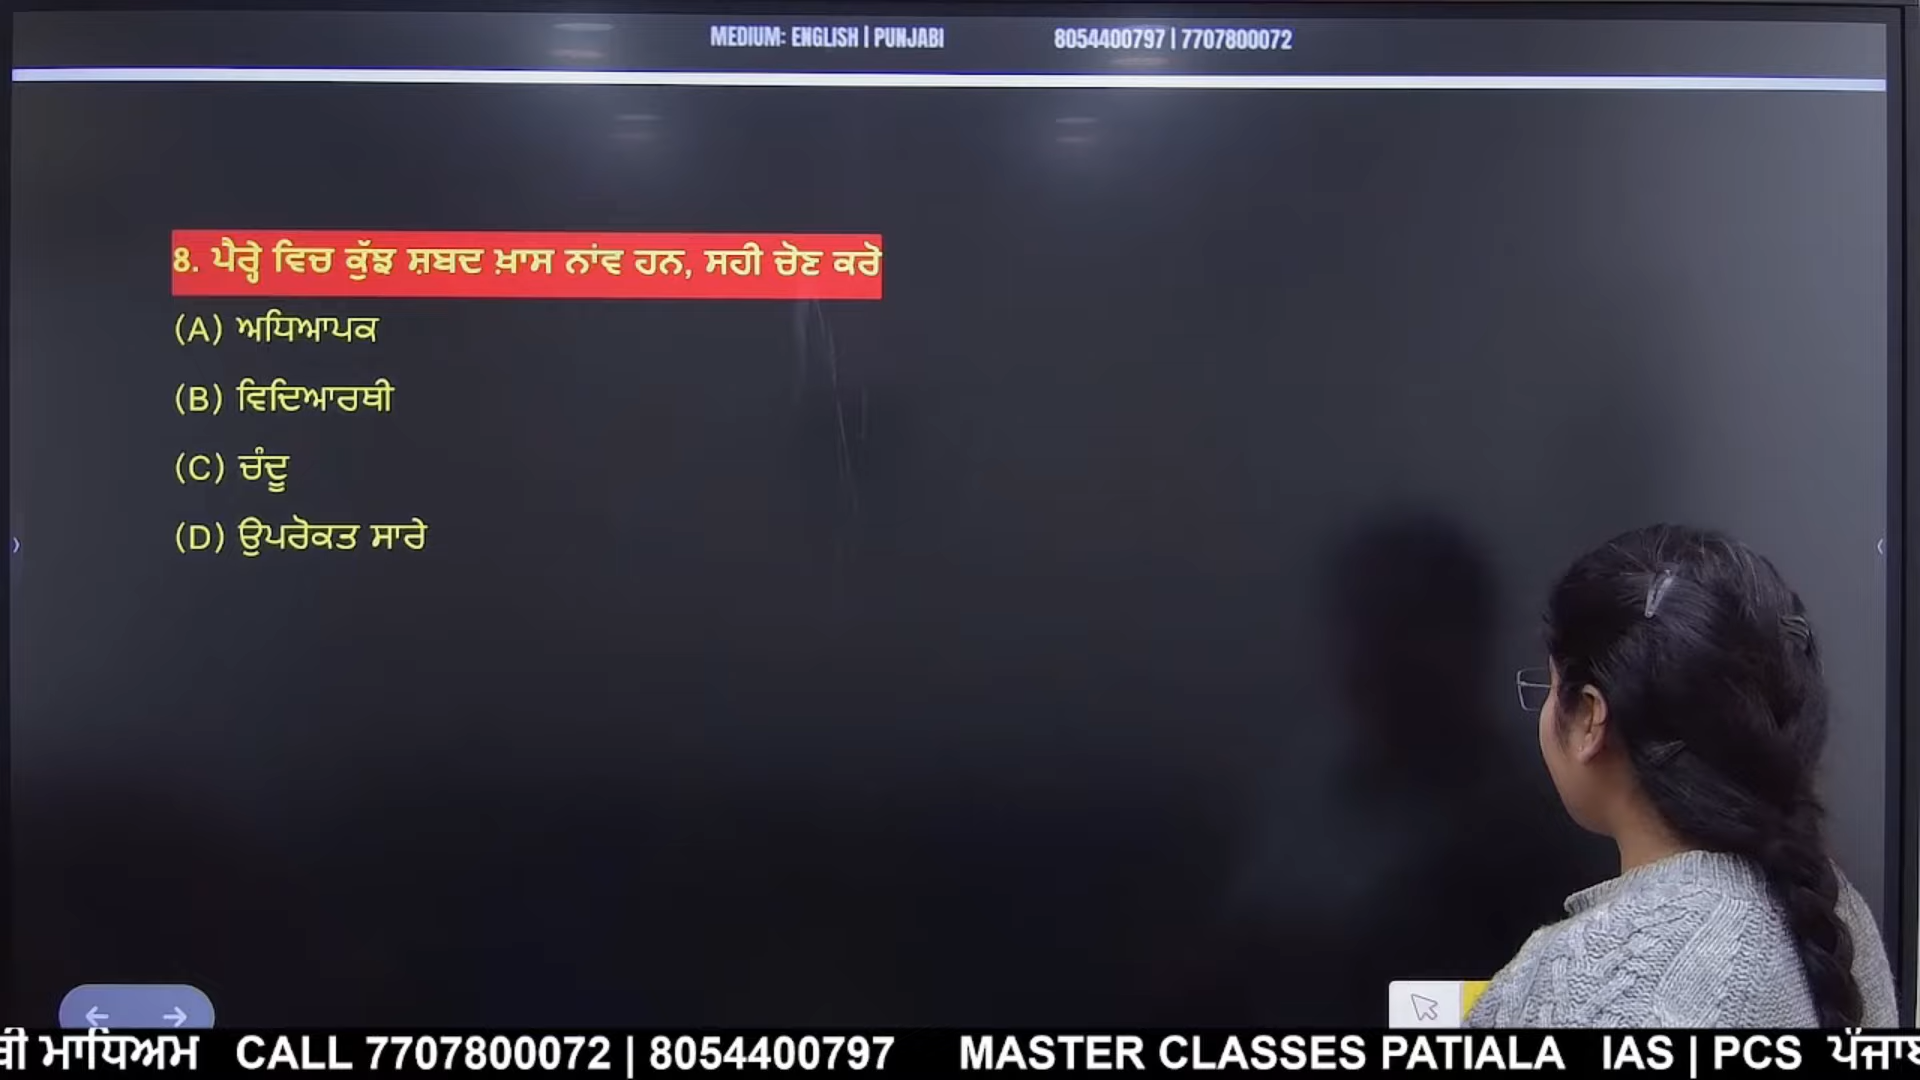 MEDIUM: ENGLISH | PUNJABI 8054400797 | 7707800072
8. ਪੈਰ੍ਹੇ ਵਿਚ ਕੁੱਝ ਸ਼ਬਦ ਖ਼ਾਸ ਨਾਂਵ ਹਨ, ਸਹੀ ਚੋਣ ਕਰੋ
(A) ਅਧਿਆਪਕ
(B) ਵਿਦਿਆਰਥੀ
(C) ਚੰਦੂ
(D) ਉਪਰੋਕਤ ਸਾਰੇ
ਮਾਧਿਅਮ CALL 7707800072 | 8054400797 MASTER CLASSES PATIALA IAS | PCS